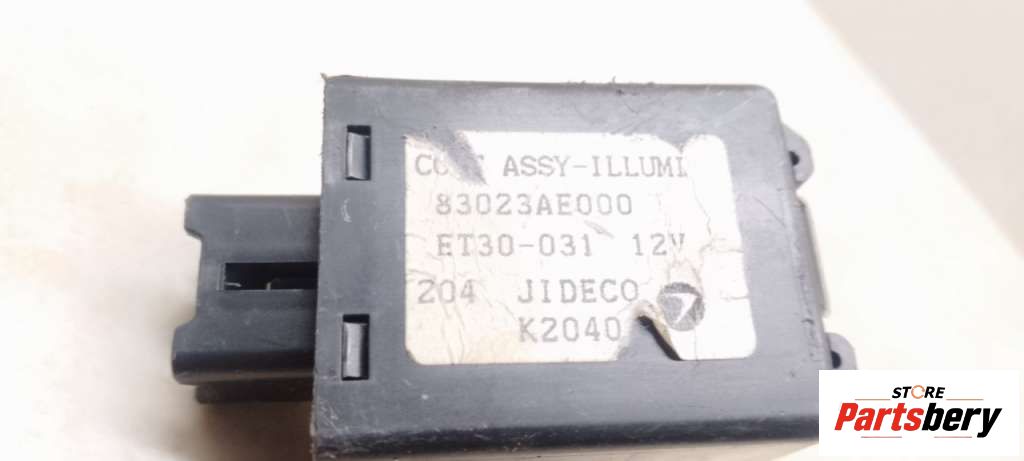 ASSY-ILLUMI
83023AE000
ET30-031 12V
204 JIDECO
K2040
STORE
Partsbery